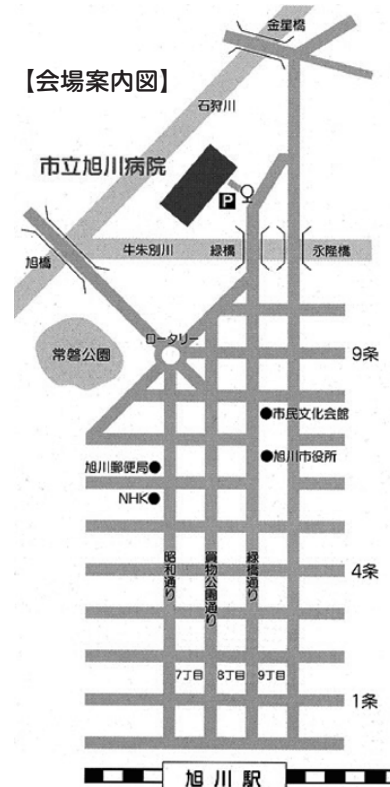 金星橋
【会場案内図】
石狩川
市立旭川病院
P
旭橋
牛朱別川
緑橋
永隆橋
ロータリー
常磐公園
9条
市民文化会館
旭川郵便局
旭川市役所
NHK
昭和通り
買物公園通り
緑橋通り
4条
7丁目
8丁目
9丁目
1条
旭川駅